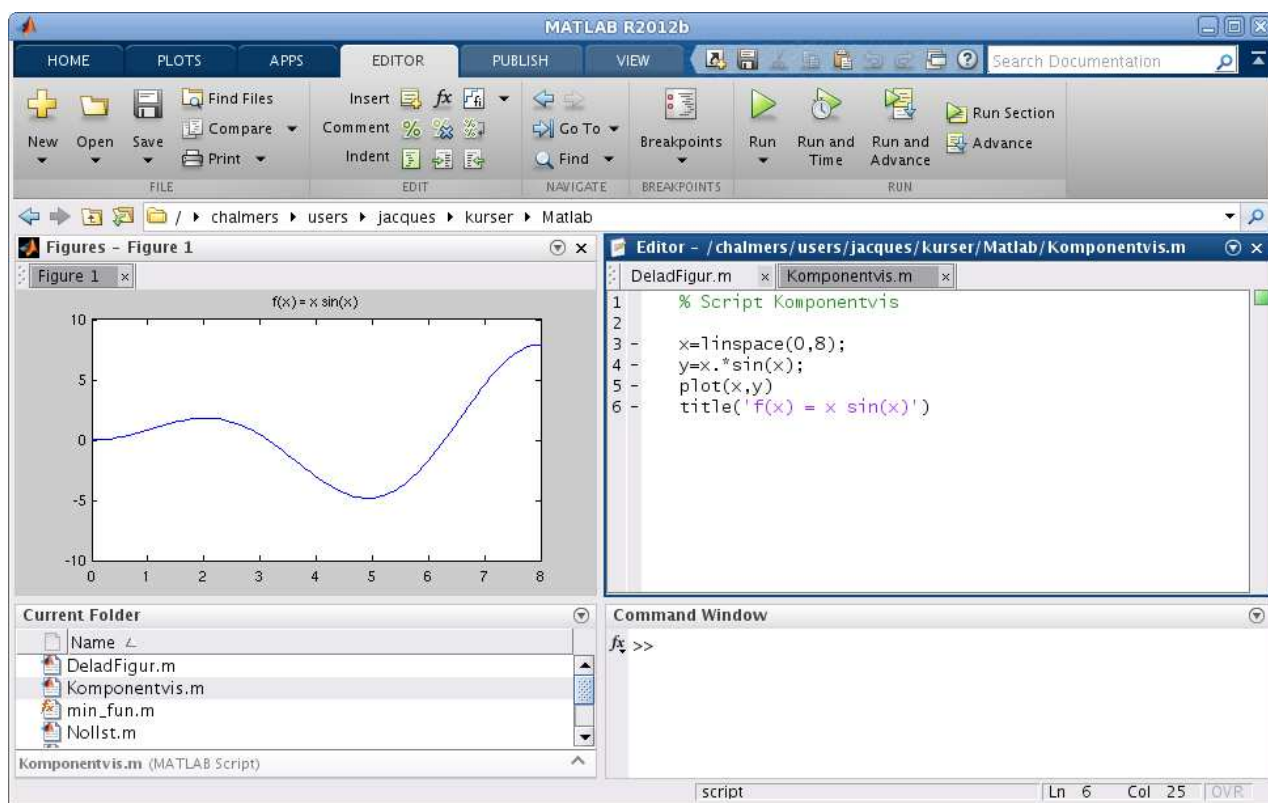 MATLAB R2012b
HOME PLOTS APPS EDITOR PUBLISH VIEW Search Documentation
New Open Save Find Files Compare Print
FILE
Insert fx
Comment %
Indent
EDIT
Go To
Find
NAVIGATE
Breakpoints
BREAKPOINTS
Run Run and Time Run and Advance Run Section Advance
RUN
/ chalmers users jacques kurser Matlab
Figures - Figure 1
Figure 1
f(x) = x sin(x)
10
5
0
-5
-10
0 1 2 3 4 5 6 7 8
Editor - /chalmers/users/jacques/kurser/Matlab/Komponentvis.m
DeladFigur.m Komponentvis.m
1 % Script Komponentvis
2
3 - x=linspace(0,8);
4 - y=x.*sin(x);
5 - plot(x,y)
6 - title('f(x) = x sin(x)')
Current Folder
Name
DeladFigur.m
Komponentvis.m
min_fun.m
Nollst.m
Komponentvis.m (MATLAB Script)
Command Window
fx >>
script Ln 6 Col 25 OVR